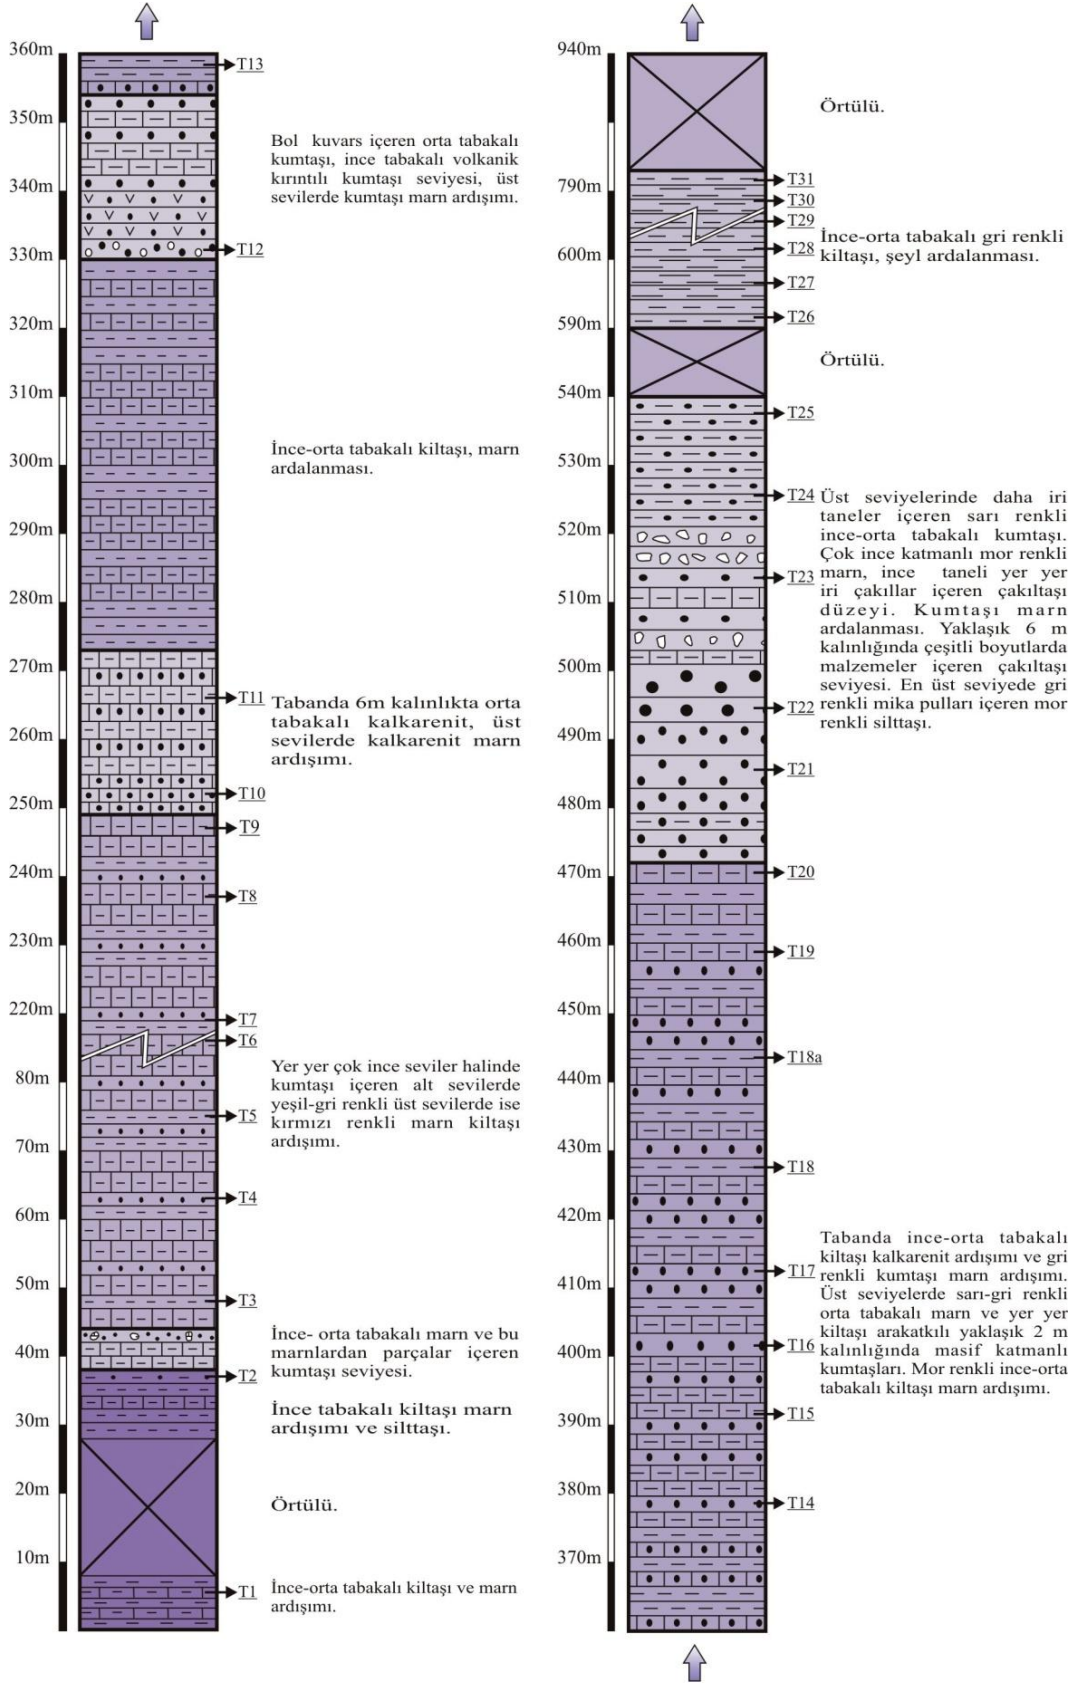 360m
T13
350m
Bol kuvars içeren orta tabakalı
kumtaşı, ince tabakalı volkanik
kırıntılı kumtaşı seviyesi, üst
sevilerde kumtaşı marn ardışımı.
340m
T12
330m
320m
310m
İnce-orta tabakalı kiltaşı, marn
ardalanması.
300m
290m
280m
270m
T11
Tabanda 6m kalınlıkta orta
tabakalı kalkarenit, üst
sevilerde kalkarenit marn
ardışımı.
260m
T10
250m
T9
240m
T8
230m
220m
T7
T6
Yer yer çok ince seviler halinde
kumtaşı içeren alt sevilerde
yeşil-gri renkli üst sevilerde ise
kırmızı renkli marn kiltaşı
ardışımı.
80m
T5
70m
T4
60m
50m
T3
İnce- orta tabakalı marn ve bu
marnlardan parçalar içeren
kumtaşı seviyesi.
40m
T2
İnce tabakalı kiltaşı marn
ardışımı ve silttaşı.
30m
20m
Örtülü.
10m
T1
İnce-orta tabakalı kiltaşı ve marn
ardışımı.
940m
Örtülü.
T31
790m
T30
T29
İnce-orta tabakalı gri renkli
kiltaşı, şeyl ardalanması.
T28
600m
T27
T26
590m
Örtülü.
540m
T25
530m
T24
Üst seviyelerinde daha iri
taneler içeren sarı renkli
ince-orta tabakalı kumtaşı.
Çok ince katmanlı mor renkli
marn, ince taneli yer yer
iri çakıllar içeren çakıltaşı
düzeyi. Kumtaşı marn
ardalanması. Yaklaşık 6 m
kalınlığında çeşitli boyutlarda
malzemeler içeren çakıltaşı
seviyesi. En üst seviyede gri
renkli mika pulları içeren mor
renkli silttaşı.
520m
T23
510m
500m
T22
490m
T21
480m
470m
T20
460m
T19
450m
T18a
440m
430m
T18
420m
Tabanda ince-orta tabakalı
kiltaşı kalkarenit ardışımı ve gri
renkli kumtaşı marn ardışımı.
Üst seviyelerde sarı-gri renkli
orta tabakalı marn ve yer yer
kiltaşı arakatkılı yaklaşık 2 m
kalınlığında masif katmanlı
kumtaşları. Mor renkli ince-orta
tabakalı kiltaşı marn ardışımı.
T17
410m
T16
400m
T15
390m
380m
T14
370m